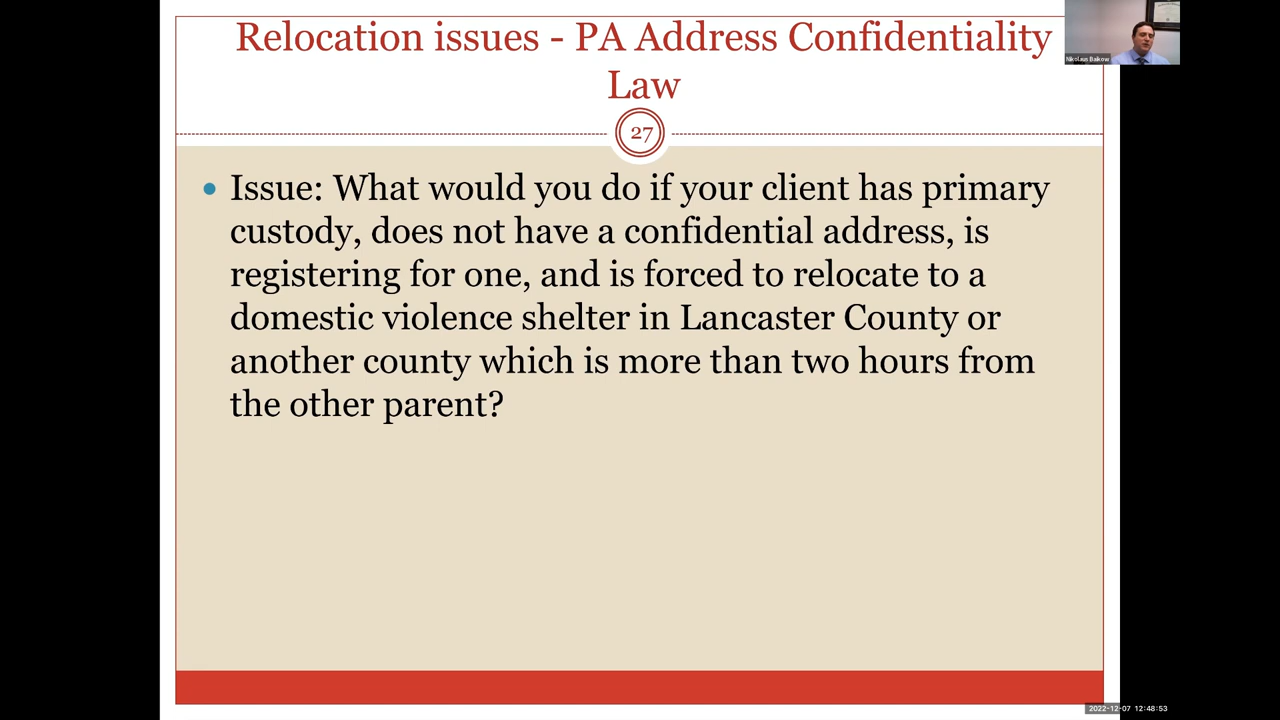 Relocation issues - PA Address Confidentiality
Law
Nikolaus Baikow
27
• Issue: What would you do if your client has primary
custody, does not have a confidential address, is
registering for one, and is forced to relocate to a
domestic violence shelter in Lancaster County or
another county which is more than two hours from
the other parent?
2022-12-07 12:48:53